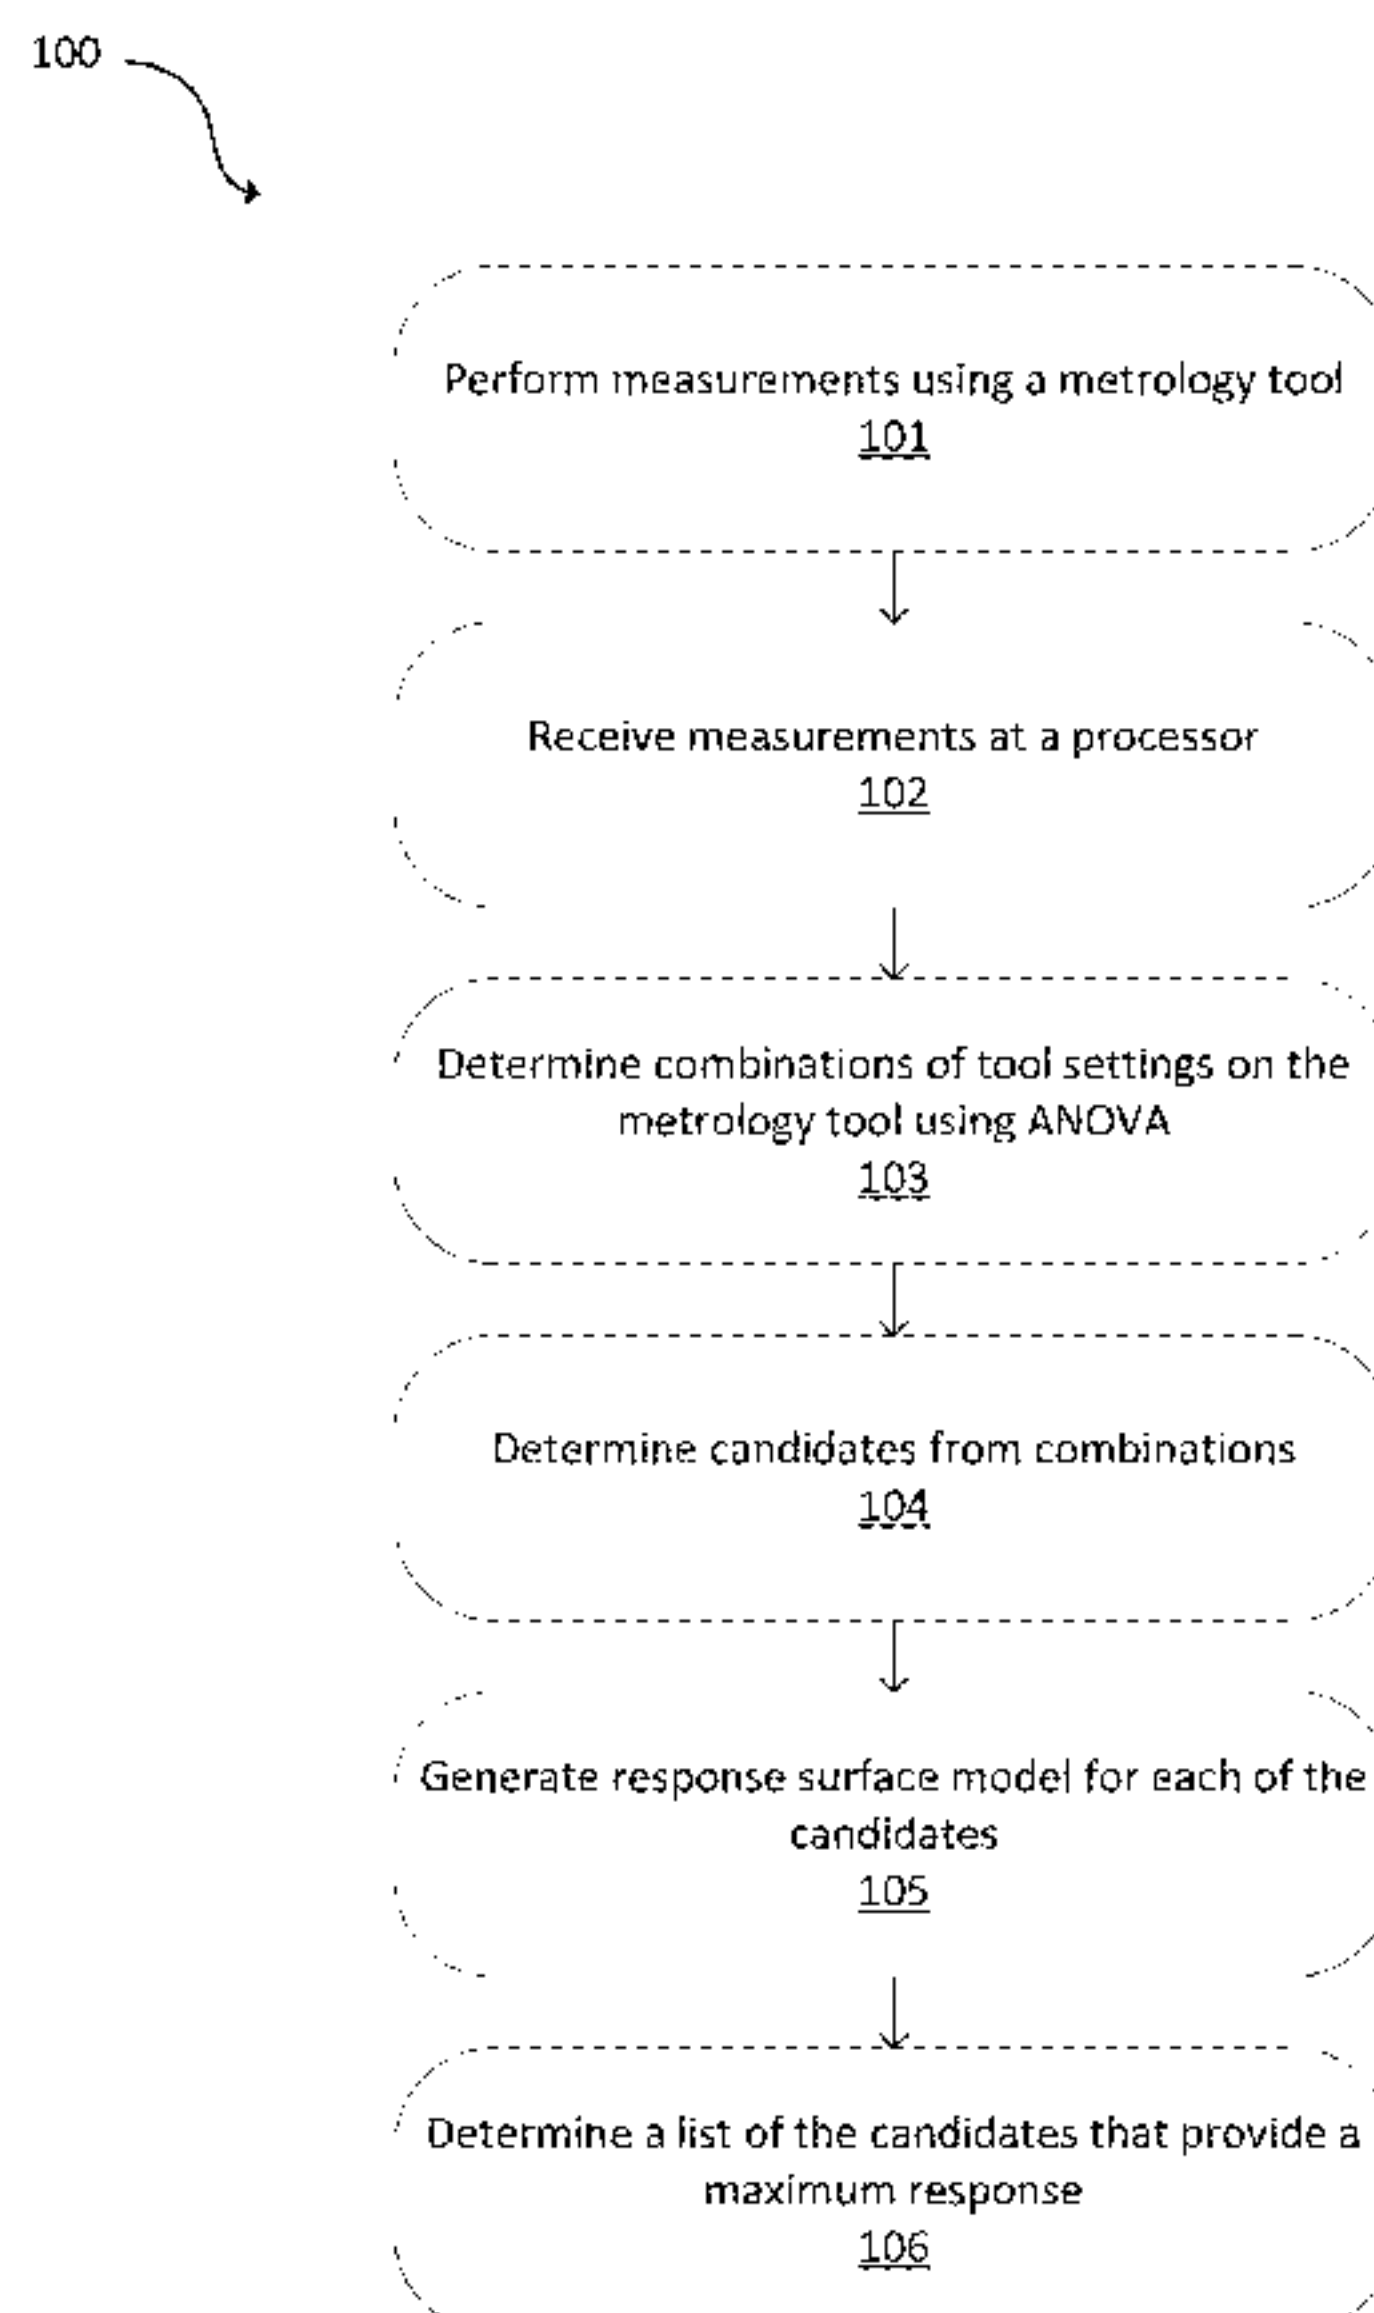 100
Perform measurements using a metrology tool
101
Receive measurements at a processor
102
Determine combinations of tool settings on the
metrology tool using ANOVA
103
Determine candidates from combinations
104
Generate response surface model for each of the
candidates
105
Determine a list of the candidates that provide a
maximum response
106